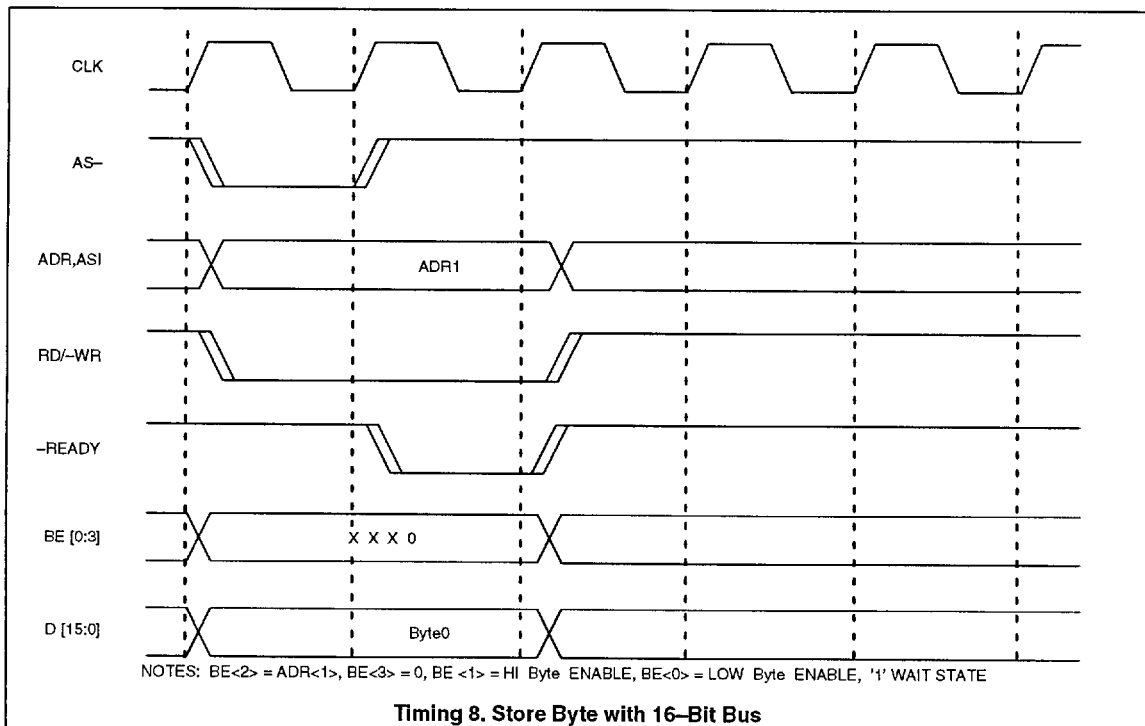 CLK
AS–
ADR,ASI
ADR1
RD/–WR
–READY
BE [0:3]
X X X 0
D [15:0]
Byte0
NOTES: BE<2> = ADR<1>, BE<3> = 0, BE <1> = HI Byte ENABLE, BE<0> = LOW Byte ENABLE, '1' WAIT STATE
Timing 8. Store Byte with 16–Bit Bus